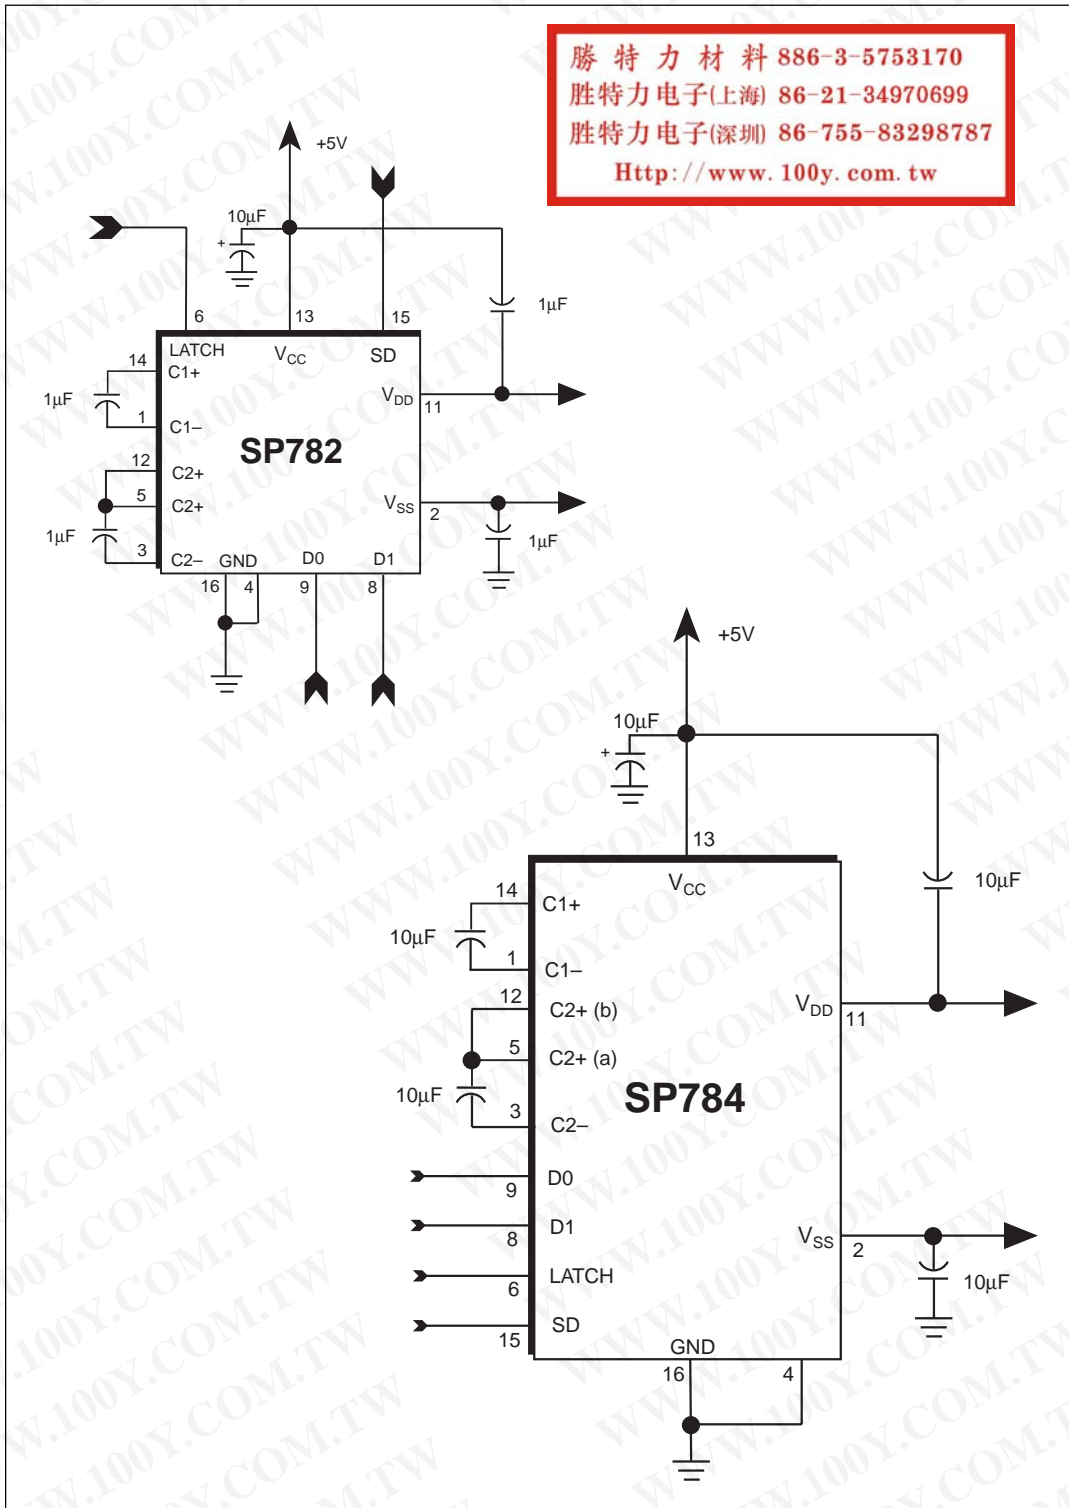 勝特力材料 886-3-5753170
胜特力电子(上海) 86-21-34970699
胜特力电子(深圳) 86-755-83298787
Http://www.100y.com.tw
+5V
10µF
+
1µF
6
13
15
LATCH
VCC
SD
14
C1+
1µF
1
C1–
VDD
11
SP782
12
C2+
5
C2+
1µF
3
C2–
VSS
2
1µF
GND
D0
D1
16
4
9
8
+5V
10µF
+
13
VCC
10µF
14
C1+
10µF
1
C1–
12
C2+ (b)
VDD
11
5
C2+ (a)
10µF
SP784
3
C2–
D0
9
D1
8
VSS
2
LATCH
6
10µF
SD
15
GND
16
4
WWW.100Y.COM.TW